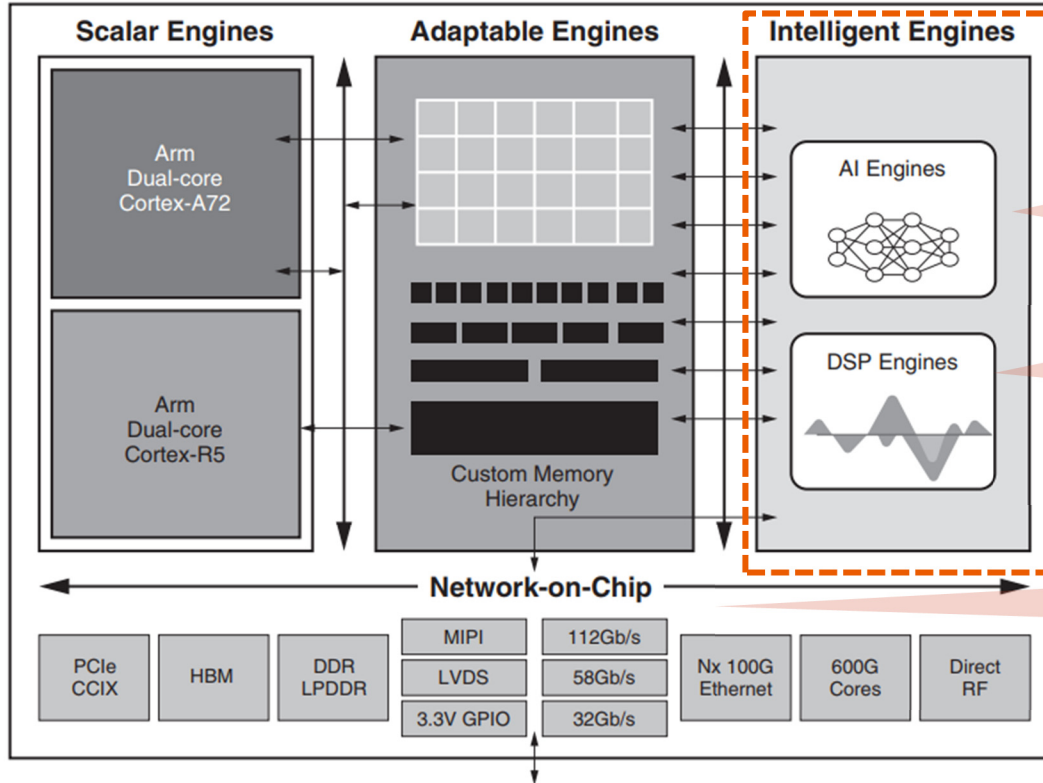 Scalar Engines
Adaptable Engines
Intelligent Engines
Arm
Dual-core
Cortex-A72
Arm
Dual-core
Cortex-R5
Custom Memory
Hierarchy
AI Engines
DSP Engines
Network-on-Chip
PCIe
CCIX
HBM
DDR
LPDDR
MIPI
LVDS
3.3V GPIO
112Gb/s
58Gb/s
32Gb/s
Nx 100G
Ethernet
600G
Cores
Direct
RF